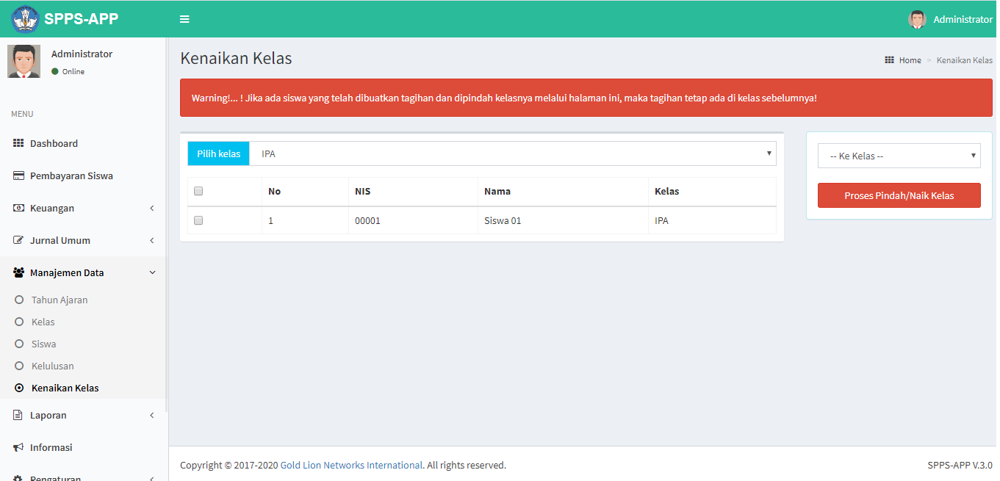 SPPS-APP
Administrator
Administrator
Online
MENU
Dashboard
Pembayaran Siswa
Keuangan
Jurnal Umum
Manajemen Data
Tahun Ajaran
Kelas
Siswa
Kelulusan
Kenaikan Kelas
Laporan
Informasi
Pengaturan
Kenaikan Kelas
Home > Kenaikan Kelas
Warning!... ! Jika ada siswa yang telah dibuatkan tagihan dan dipindah kelasnya melalui halaman ini, maka tagihan tetap ada di kelas sebelumnya!
Pilih kelas IPA
No NIS Nama Kelas
1 00001 Siswa 01 IPA
-- Ke Kelas --
Proses Pindah/Naik Kelas
Copyright © 2017-2020 Gold Lion Networks International. All rights reserved.
SPPS-APP V.3.0